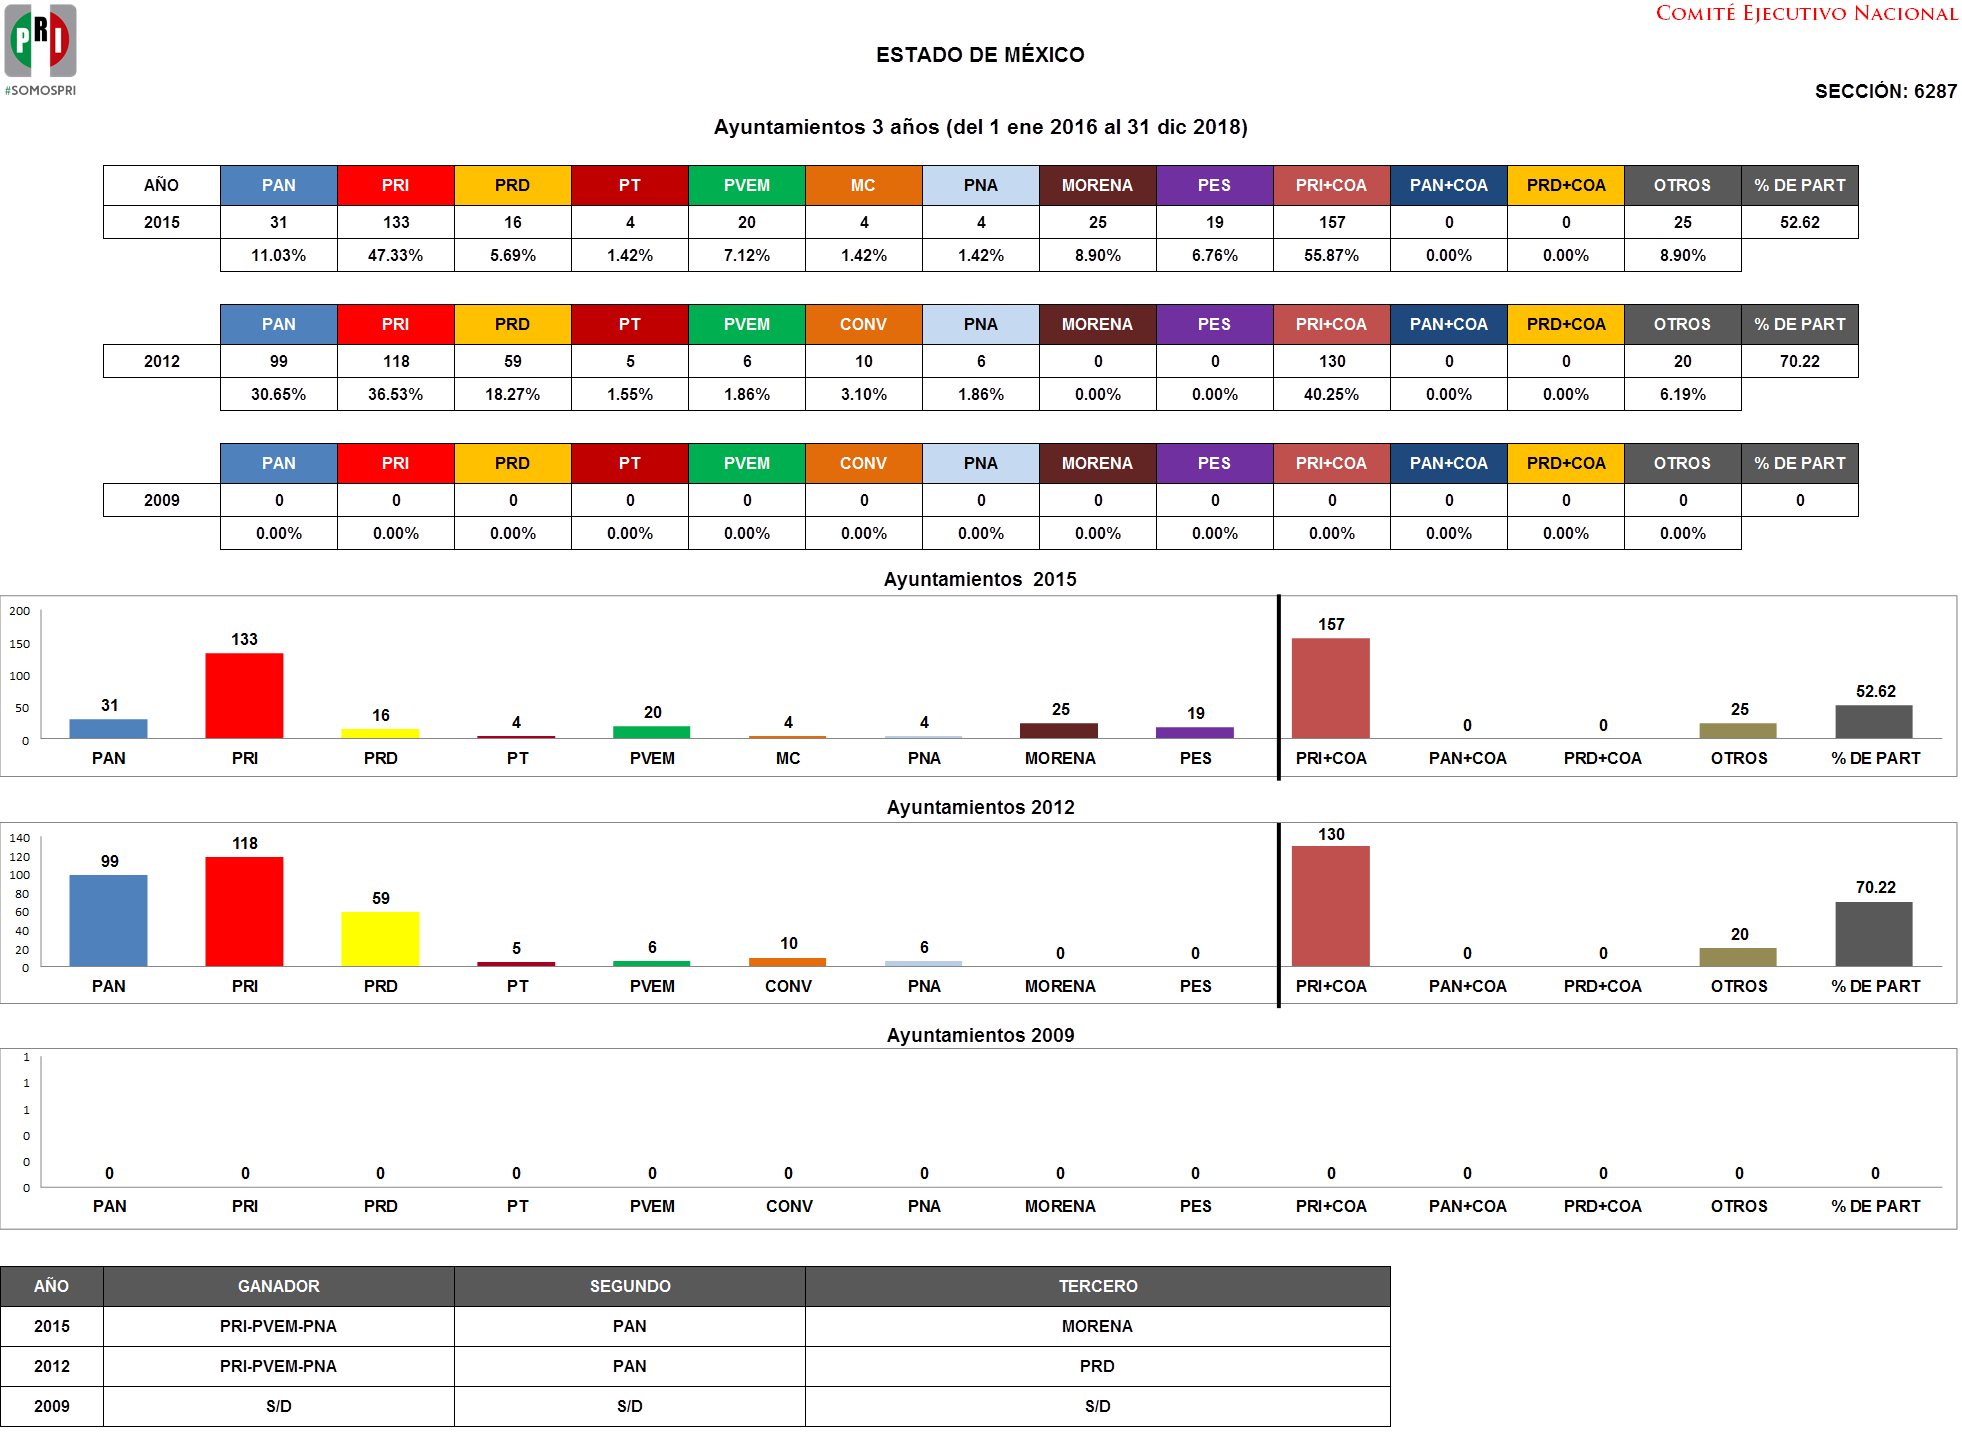 PRI
#SOMOSPRI
COMITÉ EJECUTIVO NACIONAL
ESTADO DE MÉXICO
SECCIÓN: 6287
Ayuntamientos 3 años (del 1 ene 2016 al 31 dic 2018)
AÑO PAN PRI PRD PT PVEM MC PNA MORENA PES PRI+COA PAN+COA PRD+COA OTROS % DE PART
2015 31 133 16 4 20 4 4 25 19 157 0 0 25 52.62
11.03% 47.33% 5.69% 1.42% 7.12% 1.42% 1.42% 8.90% 6.76% 55.87% 0.00% 0.00% 8.90%
PAN PRI PRD PT PVEM CONV PNA MORENA PES PRI+COA PAN+COA PRD+COA OTROS % DE PART
2012 99 118 59 5 6 10 6 0 0 130 0 0 20 70.22
30.65% 36.53% 18.27% 1.55% 1.86% 3.10% 1.86% 0.00% 0.00% 40.25% 0.00% 0.00% 6.19%
PAN PRI PRD PT PVEM CONV PNA MORENA PES PRI+COA PAN+COA PRD+COA OTROS % DE PART
2009 0 0 0 0 0 0 0 0 0 0 0 0 0 0
0.00% 0.00% 0.00% 0.00% 0.00% 0.00% 0.00% 0.00% 0.00% 0.00% 0.00% 0.00% 0.00%
Ayuntamientos 2015
200
150
100
50
0
31 133 16 4 20 4 4 25 19 157 0 0 25 52.62
PAN PRI PRD PT PVEM MC PNA MORENA PES PRI+COA PAN+COA PRD+COA OTROS % DE PART
Ayuntamientos 2012
140
120
100
80
60
40
20
0
99 118 59 5 6 10 6 0 0 130 0 0 20 70.22
PAN PRI PRD PT PVEM CONV PNA MORENA PES PRI+COA PAN+COA PRD+COA OTROS % DE PART
Ayuntamientos 2009
1
1
1
0
0
0
0 0 0 0 0 0 0 0 0 0 0 0 0 0
PAN PRI PRD PT PVEM CONV PNA MORENA PES PRI+COA PAN+COA PRD+COA OTROS % DE PART
AÑO GANADOR SEGUNDO TERCERO
2015 PRI-PVEM-PNA PAN MORENA
2012 PRI-PVEM-PNA PAN PRD
2009 S/D S/D S/D